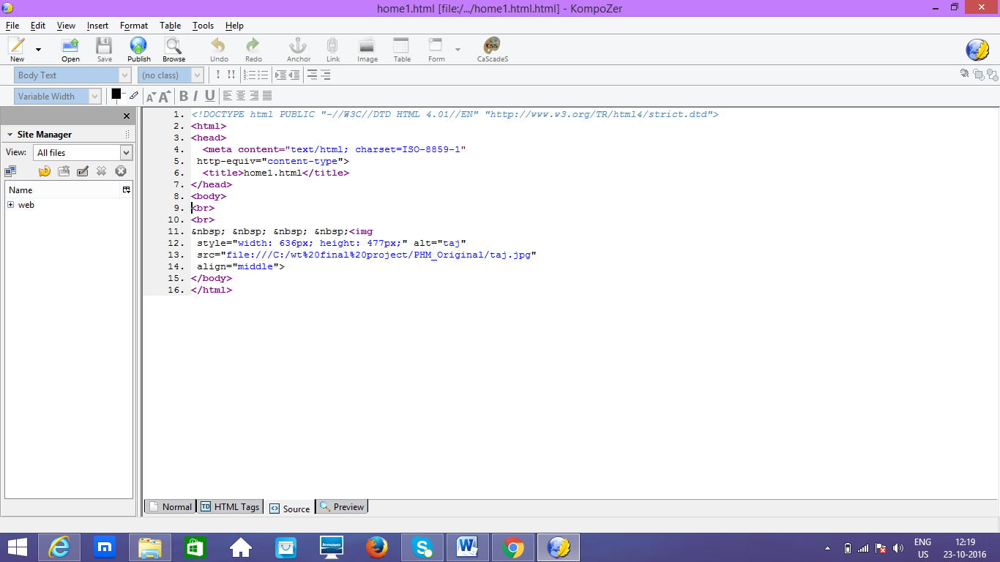 home1.html [file:/.../home1.html.html] - KompoZer
File Edit View Insert Format Table Tools Help
New Open Save Publish Browse Undo Redo Anchor Link Image Table Form CaScadeS
CSS
Body Text (no class) ! !!
Variable Width A A B I U
Site Manager
View: All files
Name
web
1. <!DOCTYPE html PUBLIC "-//W3C//DTD HTML 4.01//EN" "http://www.w3.org/TR/html4/strict.dtd">
2. <html>
3. <head>
4. <meta content="text/html; charset=ISO-8859-1"
5. http-equiv="content-type">
6. <title>home1.html</title>
7. </head>
8. <body>
9. <br>
10. <br>
11. &nbsp; &nbsp; &nbsp; &nbsp;<img
12. style="width: 636px; height: 477px;" alt="taj"
13. src="file:///C:/wt%20final%20project/PHM_Original/taj.jpg"
14. align="middle">
15. </body>
16. </html>
Normal TD HTML Tags Source Preview
lenovo
ENG 12:19
US 23-10-2016